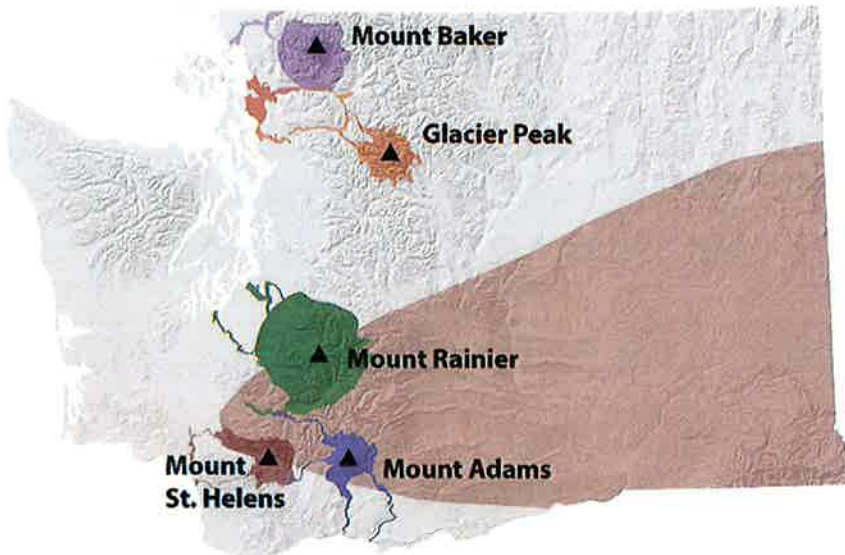 Mount Baker
Glacier Peak
Mount Rainier
Mount
St. Helens
Mount Adams